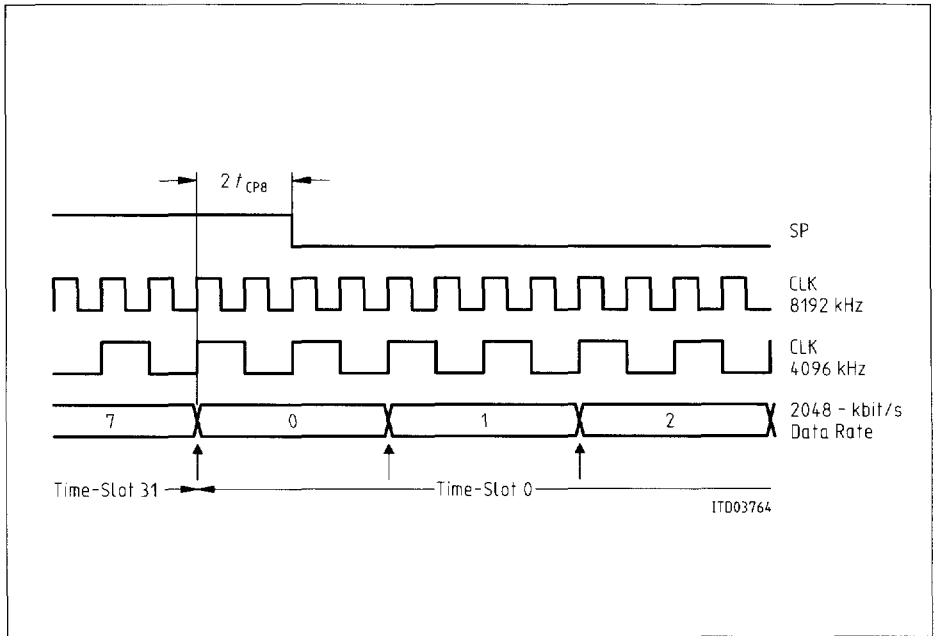 2 t CP8
SP
CLK
8192 kHz
CLK
4096 kHz
7
0
1
2
2048 - kbit/s
Data Rate
Time-Slot 31
Time-Slot 0
ITD03764